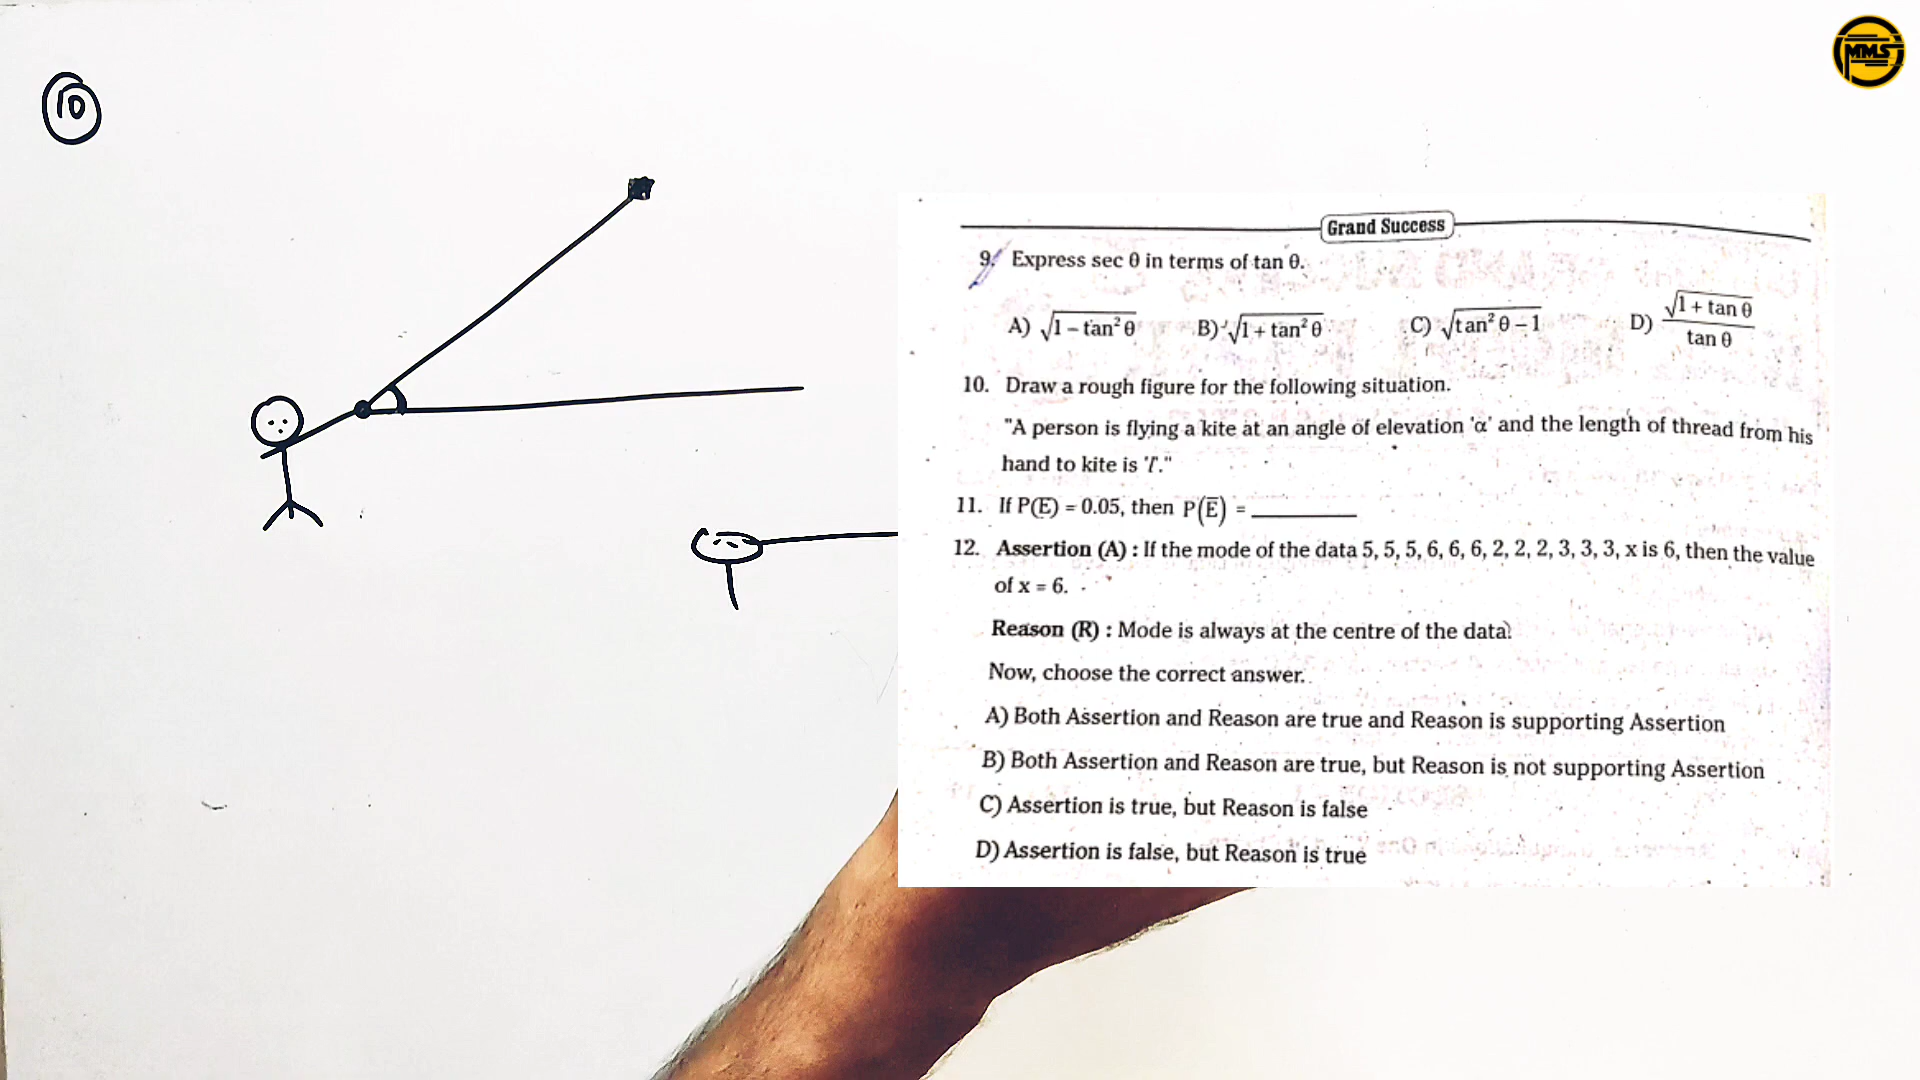 MMS
10
Grand Success
9. Express sec θ in terms of tan θ.
A) √(1 – tan² θ) B) √(1 + tan² θ) C) √(tan² θ – 1) D) √(1 + tan θ) / tan θ
10. Draw a rough figure for the following situation.
"A person is flying a kite at an angle of elevation 'α' and the length of thread from his
hand to kite is 'l'."
11. If P(E) = 0.05, then P(E̅) = ________
12. Assertion (A) : If the mode of the data 5, 5, 5, 6, 6, 6, 2, 2, 2, 3, 3, 3, x is 6, then the value
of x = 6.
Reason (R) : Mode is always at the centre of the data.
Now, choose the correct answer.
A) Both Assertion and Reason are true and Reason is supporting Assertion
B) Both Assertion and Reason are true, but Reason is not supporting Assertion
C) Assertion is true, but Reason is false
D) Assertion is false, but Reason is true